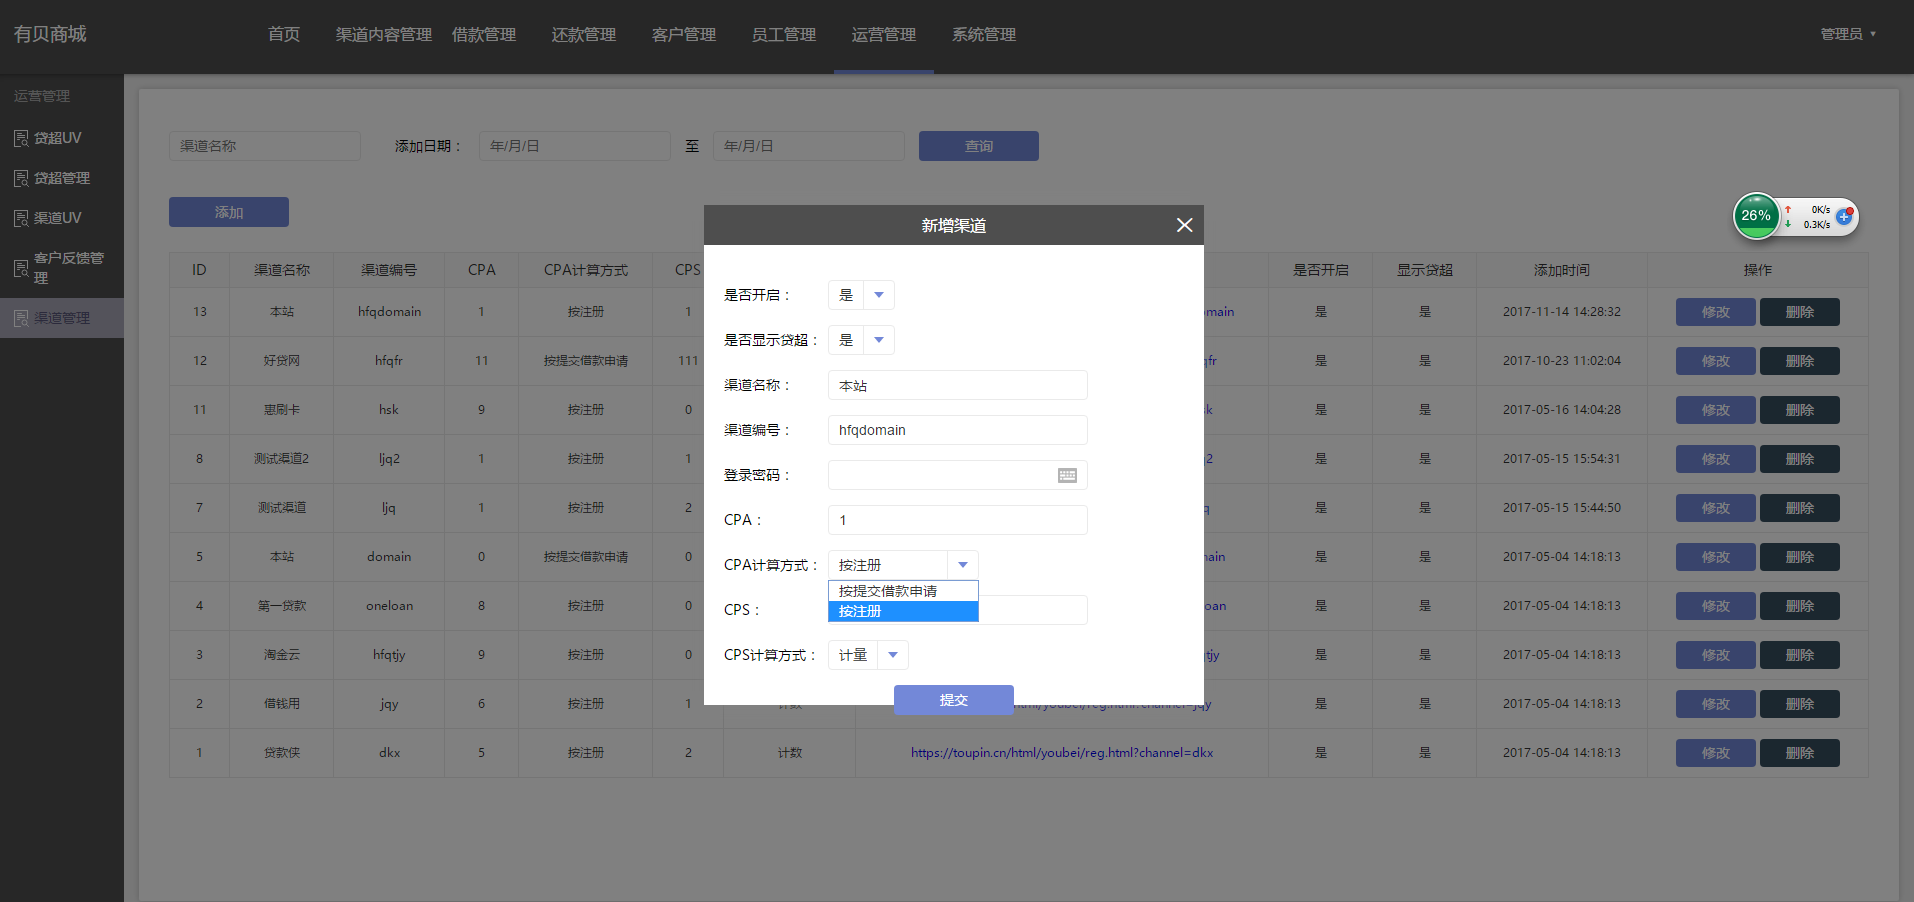 有贝商城 首页 渠道内容管理 借款管理 还款管理 客户管理 员工管理 运营管理 系统管理 管理员
运营管理
贷超UV
贷超管理
渠道UV
客户反馈管
理
渠道管理
渠道名称 添加日期： 年/月/日 至 年/月/日 查询
添加
26% 0K/s
0.3K/s
ID 渠道名称 渠道编号 CPA CPA计算方式 CPS 是否开启 显示贷超 添加时间 操作
13 本站 hfqdomain 1 按注册 1 main 是 是 2017-11-14 14:28:32 修改 删除
12 好贷网 hfqfr 11 按提交借款申请 111 qfr 是 是 2017-10-23 11:02:04 修改 删除
11 惠刷卡 hsk 9 按注册 0 sk 是 是 2017-05-16 14:04:28 修改 删除
8 测试渠道2 ljq2 1 按注册 1 q2 是 是 2017-05-15 15:54:31 修改 删除
7 测试渠道 ljq 1 按注册 2 q 是 是 2017-05-15 15:44:50 修改 删除
5 本站 domain 0 按提交借款申请 0 main 是 是 2017-05-04 14:18:13 修改 删除
4 第一贷款 oneloan 8 按注册 0 oan 是 是 2017-05-04 14:18:13 修改 删除
3 淘金云 hfqtjy 9 按注册 0 qtjy 是 是 2017-05-04 14:18:13 修改 删除
2 借钱用 jqy 6 按注册 1 计数 html/youbei/reg.html?channel=jqy 是 是 2017-05-04 14:18:13 修改 删除
1 贷款侠 dkx 5 按注册 2 计数 https://toupin.cn/html/youbei/reg.html?channel=dkx 是 是 2017-05-04 14:18:13 修改 删除
新增渠道
是否开启： 是
是否显示贷超： 是
渠道名称： 本站
渠道编号： hfqdomain
登录密码：
CPA： 1
CPA计算方式： 按注册
按提交借款申请
按注册
CPS：
CPS计算方式： 计量
提交